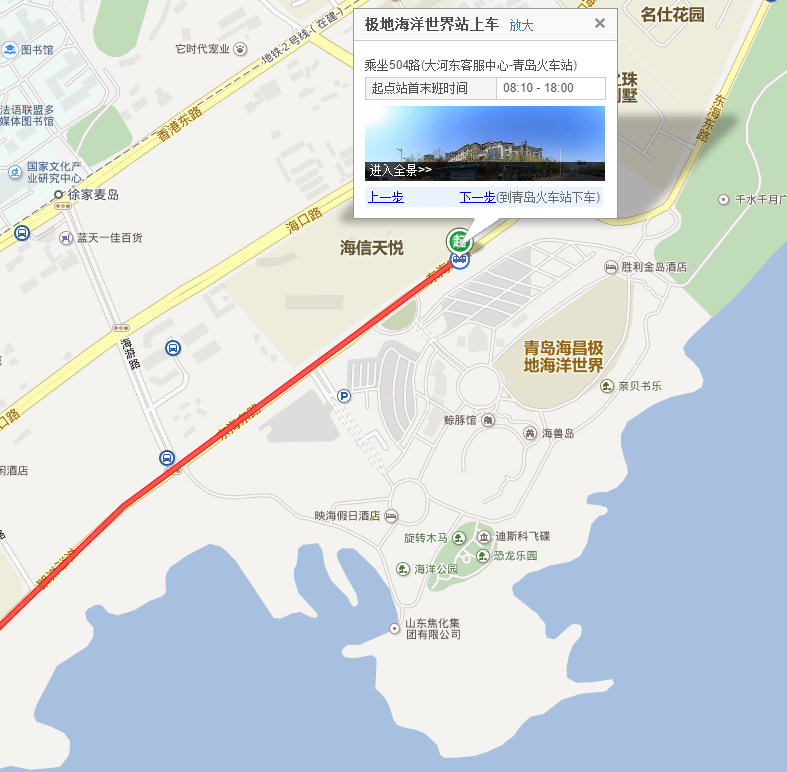 极地海洋世界站上车 放大
乘坐504路(大河东客服中心-青岛火车站)
起点站首末班时间 08:10 - 18:00
进入全景>>
上一步 下一步(到青岛火车站下车)
名仕花园
图书馆
它时代宠业
地铁2号线-(在建)
之珠
别墅
东海东路
法语联盟多
媒体图书馆
香港东路
国家文化产
业研究中心
徐家麦岛
千水千月广
海口路
蓝天一佳百货
海信天悦
起
胜利金岛酒店
海游路
青岛海昌极
地海洋世界
亲贝书乐
P
口路
东海东路
鲸豚馆
海兽岛
闲酒店
映海假日酒店
旋转木马
迪斯科飞碟
恐龙乐园
海洋公园
山东焦化集
团有限公司